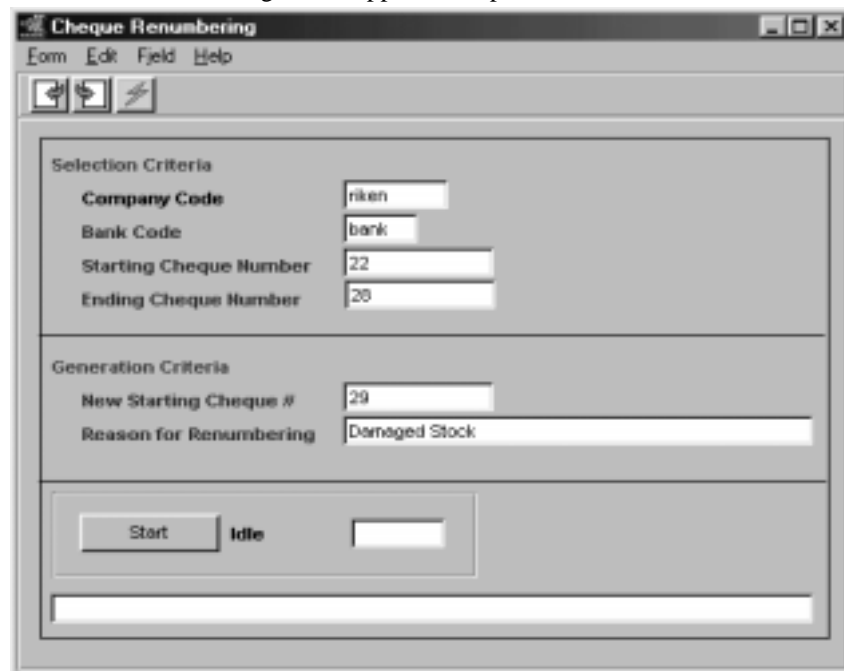 Cheque Renumbering
Form Edit Field Help
Selection Criteria
Company Code riken
Bank Code bank
Starting Cheque Number 22
Ending Cheque Number 28
Generation Criteria
New Starting Cheque # 29
Reason for Renumbering Damaged Stock
Start Idle